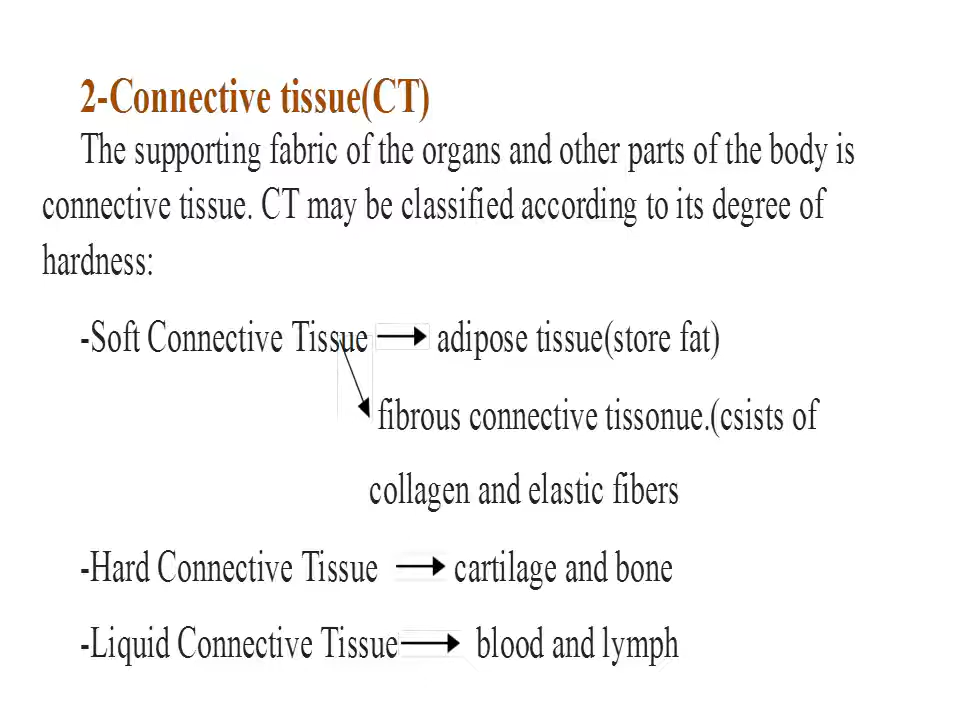 2-Connective tissue(CT)
The supporting fabric of the organs and other parts of the body is
connective tissue. CT may be classified according to its degree of
hardness:
-Soft Connective Tissue adipose tissue(store fat)
fibrous connective tissonue.(csists of
collagen and elastic fibers
-Hard Connective Tissue cartilage and bone
-Liquid Connective Tissue blood and lymph